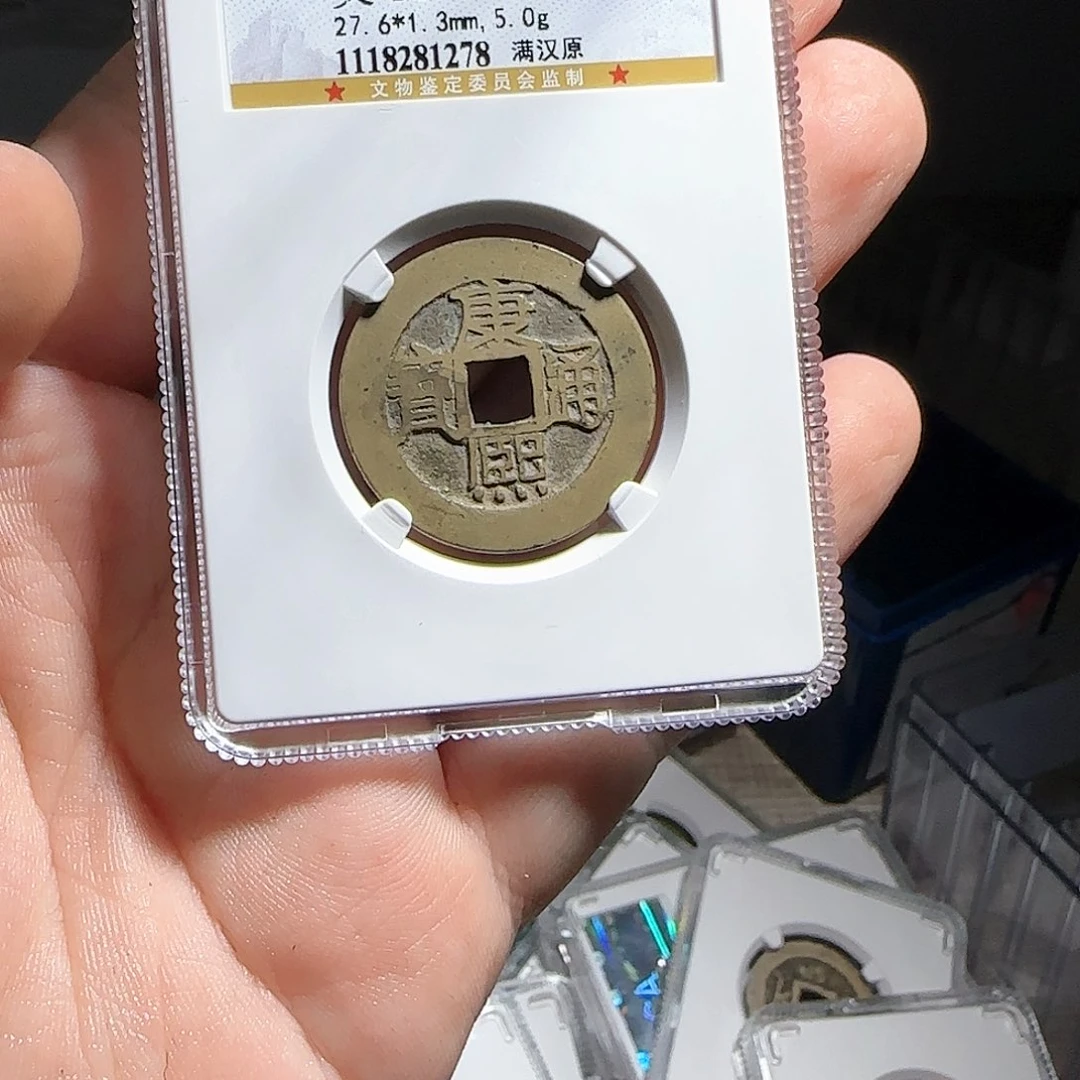 27.6*1.3mm, 5.0g
1118281278 满汉原
★ 文物鉴定委员会监制 ★
康熙通寶